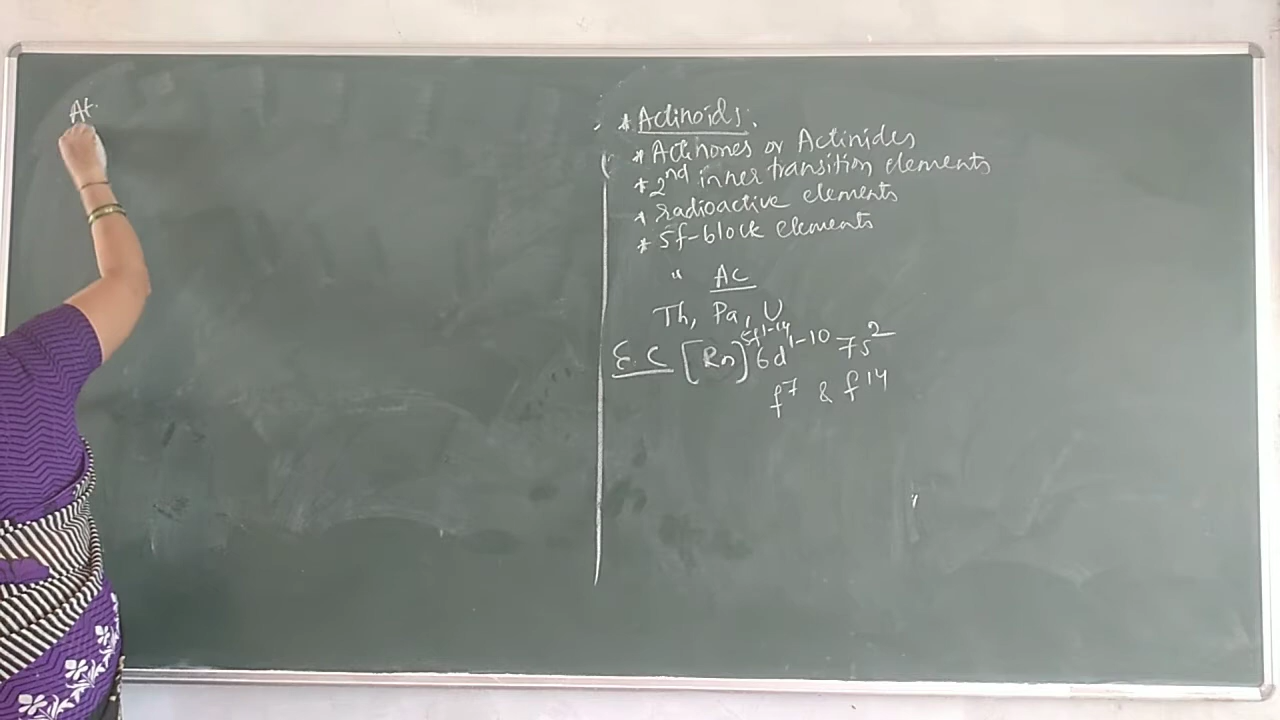 At.
* Actinoids:
* Actinones or Actinides
* 2nd inner transition elements
* radioactive elements
* 5f-block elements
" Ac
Th, Pa, U
E.C [Rn] 5f1-14 6d1-10 7s2
f7 & f14